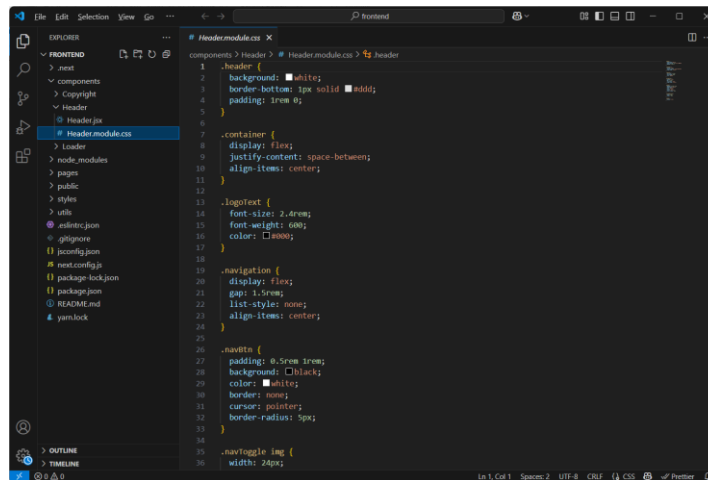 File Edit Selection View Go ···
frontend
EXPLORER ···
FRONTEND
.next
components
Copyright
Header
Header.jsx
# Header.module.css
Loader
node_modules
pages
public
styles
utils
.eslintrc.json
.gitignore
{} jsconfig.json
JS next.config.js
{} package-lock.json
{} package.json
README.md
yarn.lock
OUTLINE
TIMELINE
# Header.module.css ×
components > Header > # Header.module.css > .header
1 .header {
2 background: white;
3 border-bottom: 1px solid #ddd;
4 padding: 1rem 0;
5 }
6
7 .container {
8 display: flex;
9 justify-content: space-between;
10 align-items: center;
11 }
12
13 .logoText {
14 font-size: 2.4rem;
15 font-weight: 600;
16 color: #000;
17 }
18
19 .navigation {
20 display: flex;
21 gap: 1.5rem;
22 list-style: none;
23 align-items: center;
24 }
25
26 .navBtn {
27 padding: 0.5rem 1rem;
28 background: black;
29 color: white;
30 border: none;
31 cursor: pointer;
32 border-radius: 5px;
33 }
34
35 .navToggle img {
36 width: 24px;
0 0 Ln 1, Col 1 Spaces: 2 UTF-8 CRLF {} CSS Prettier